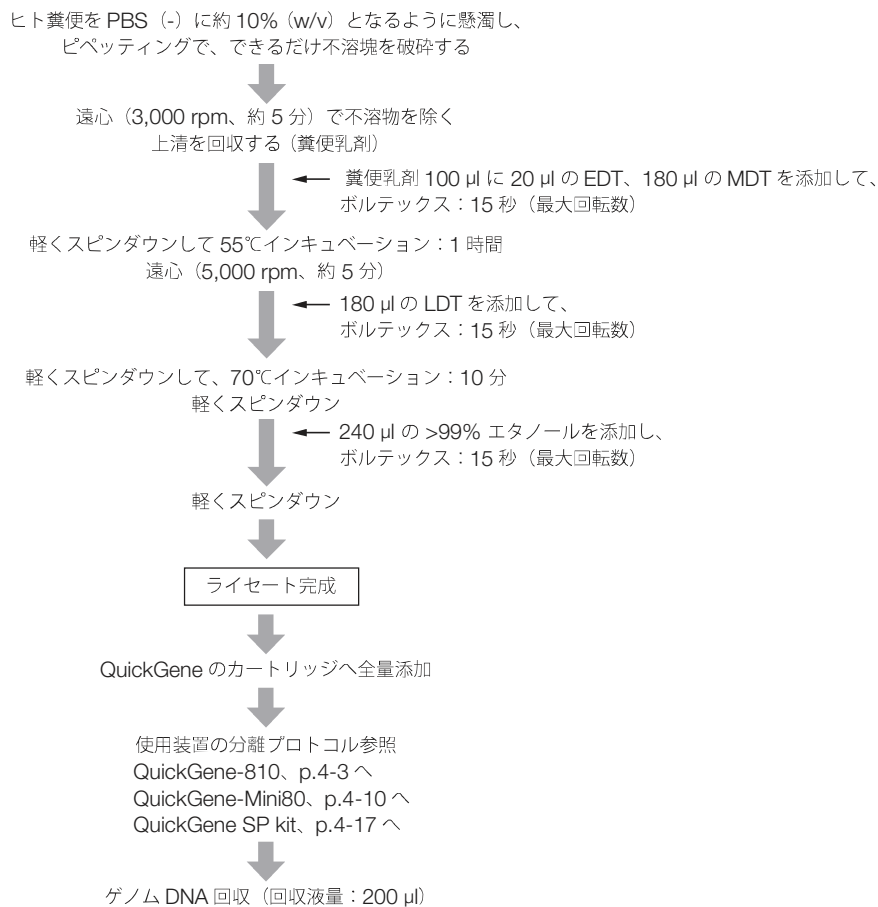 ヒト糞便を PBS（-）に約 10%（w/v）となるように懸濁し、
ピペッティングで、できるだけ不溶塊を破砕する
遠心（3,000 rpm、約 5 分）で不溶物を除く
上清を回収する（糞便乳剤）
糞便乳剤 100 μl に 20 μl の EDT、180 μl の MDT を添加して、
ボルテックス：15 秒（最大回転数）
軽くスピンダウンして 55℃インキュベーション：1 時間
遠心（5,000 rpm、約 5 分）
180 μl の LDT を添加して、
ボルテックス：15 秒（最大回転数）
軽くスピンダウンして、70℃インキュベーション：10 分
軽くスピンダウン
240 μl の >99% エタノールを添加し、
ボルテックス：15 秒（最大回転数）
軽くスピンダウン
ライセート完成
QuickGene のカートリッジへ全量添加
使用装置の分離プロトコル参照
QuickGene-810、p.4-3 へ
QuickGene-Mini80、p.4-10 へ
QuickGene SP kit、p.4-17 へ
ゲノム DNA 回収（回収液量：200 μl）